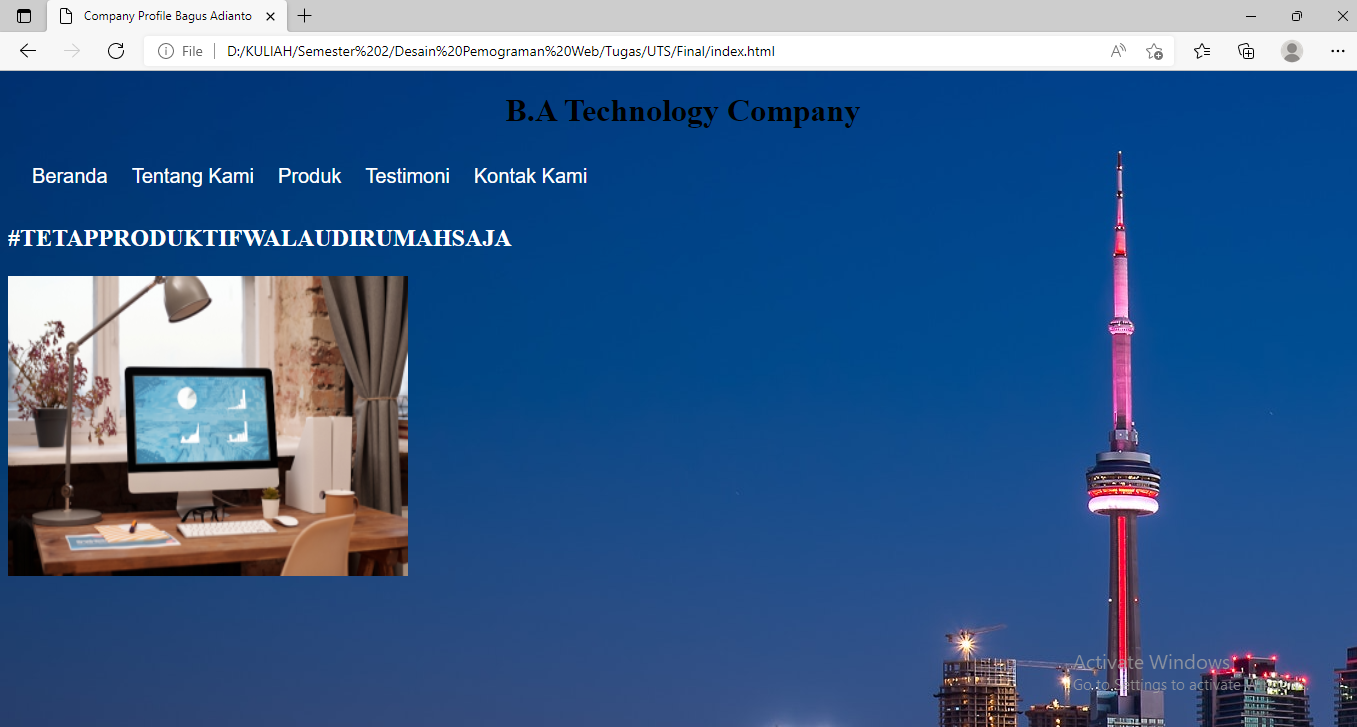 Company Profile Bagus Adianto
File D:/KULIAH/Semester%202/Desain%20Pemograman%20Web/Tugas/UTS/Final/index.html
B.A Technology Company
Beranda Tentang Kami Produk Testimoni Kontak Kami
#TETAPPRODUKTIFWALAUDIRUMAHSAJA
Activate Windows
Go to Settings to activate